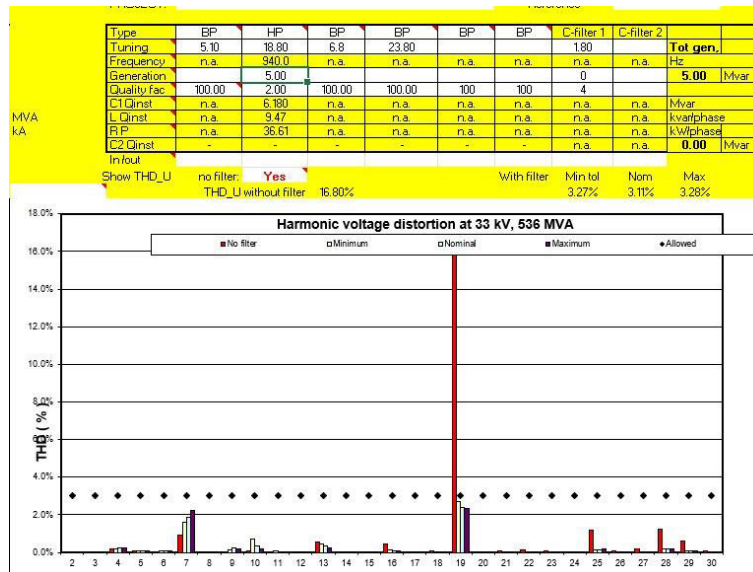 Type BP HP BP BP BP BP C-filter 1 C-filter 2
Tuning 5.10 18.80 6.8 23.80 1.80 Tot gen,
Frequency n.a. 940.0 n.a. n.a. n.a. n.a. n.a. n.a. Hz
Generation 5.00 0 5.00 Mvar
Quality fac 100.00 2.00 100.00 100.00 100 100 4
C1 Qinst n.a. 6.180 n.a. n.a. n.a. n.a. n.a. n.a. Mvar
MVA L Qinst n.a. 9.47 n.a. n.a. n.a. n.a. n.a. n.a. kvar/phase
kA R P n.a. 36.61 n.a. n.a. n.a. n.a. n.a. n.a. kW/phase
C2 Qinst - - - - - - n.a. n.a. 0.00 Mvar
In/out
Show THD_U no filter: Yes With filter Min tol Nom Max
THD_U without filter 16.80% 3.27% 3.11% 3.28%
Harmonic voltage distortion at 33 kV, 536 MVA
No filter Minimum Nominal Maximum Allowed
18.0%
16.0%
14.0%
12.0%
10.0%
8.0%
6.0%
4.0%
2.0%
0.0%
THD ( % )
2 3 4 5 6 7 8 9 10 11 12 13 14 15 16 17 18 19 20 21 22 23 24 25 26 27 28 29 30